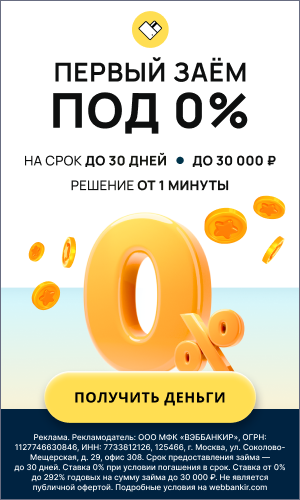 ПЕРВЫЙ ЗАЁМ
ПОД 0%
НА СРОК ДО 30 ДНЕЙ • ДО 30 000 ₽
РЕШЕНИЕ ОТ 1 МИНУТЫ
0%
ПОЛУЧИТЬ ДЕНЬГИ
Реклама. Рекламодатель: ООО МФК «ВЭББАНКИР», ОГРН:
1127746630846, ИНН: 7733812126, 125466, г. Москва, ул. Соколово-
Мещерская, д. 29, офис 308. Срок предоставления займа —
до 30 дней. Ставка 0% при условии погашения в срок. Ставка от 0%
до 292% годовых на сумму займа до 30 000 ₽. Не является
публичной офертой. Подробные условия на webbankir.com